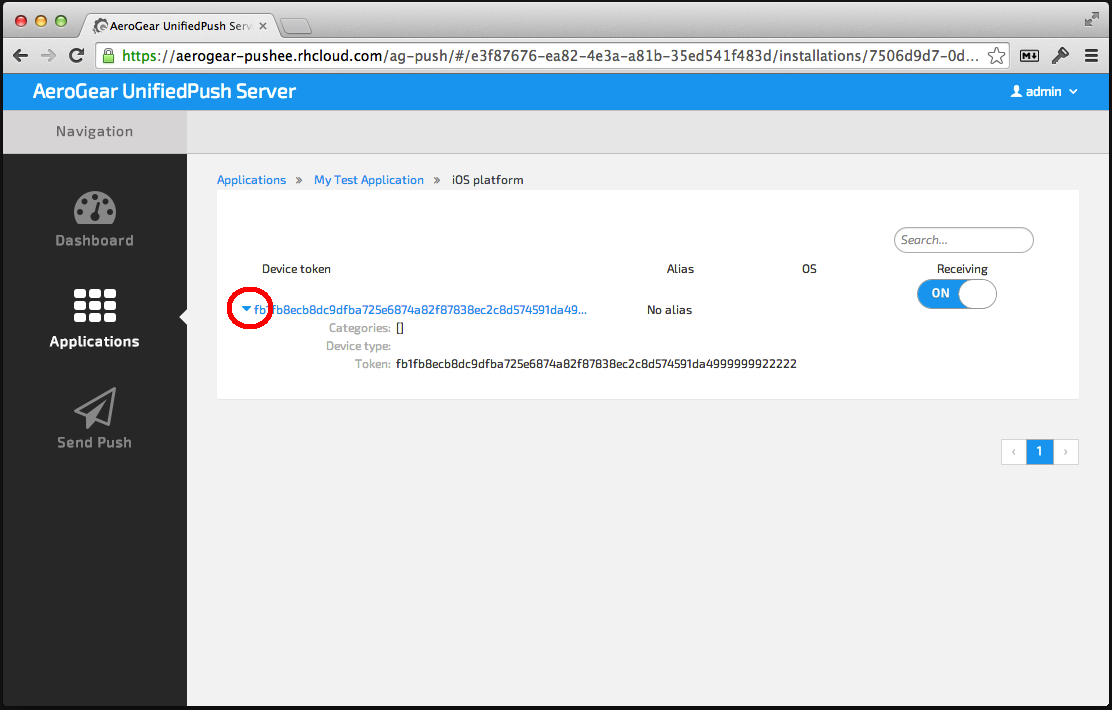 AeroGear UnifiedPush Serv
https://aerogear-pushee.rhcloud.com/ag-push/#/e3f87676-ea82-4e3a-a81b-35ed541f483d/installations/7506d9d7-0d...
M
AeroGear UnifiedPush Server
admin
Navigation
Applications » My Test Application » iOS platform
Dashboard
Search...
Device token Alias OS Receiving
ON
fb1fb8ecb8dc9dfba725e6874a82f87838ec2c8d574591da49... No alias
Categories: []
Applications
Device type:
Token: fb1fb8ecb8dc9dfba725e6874a82f87838ec2c8d574591da4999999922222
Send Push
‹ 1 ›